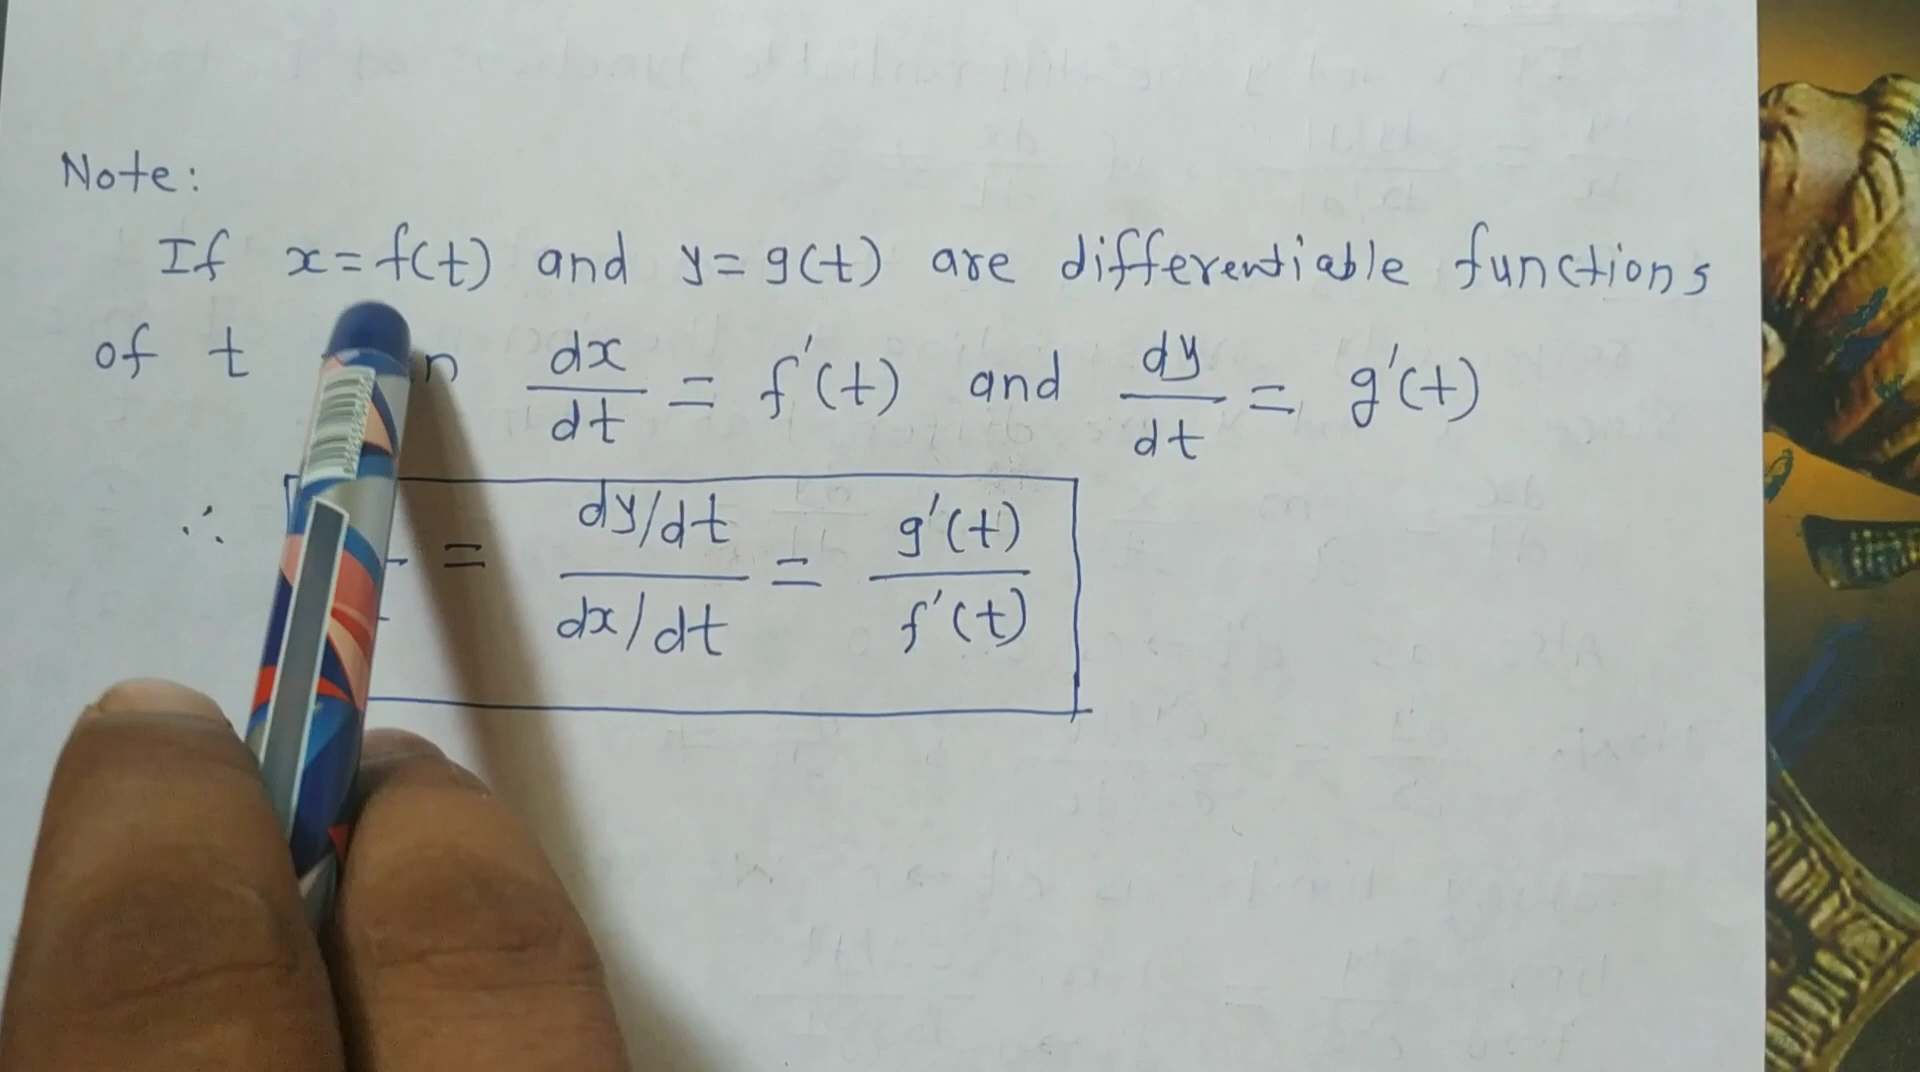 Note:
If x = f(t) and y = g(t) are differentiable functions
of t dx/dt = f'(t) and dy/dt = g'(t)
∴ = dy/dt / dx/dt = g'(t) / f'(t)